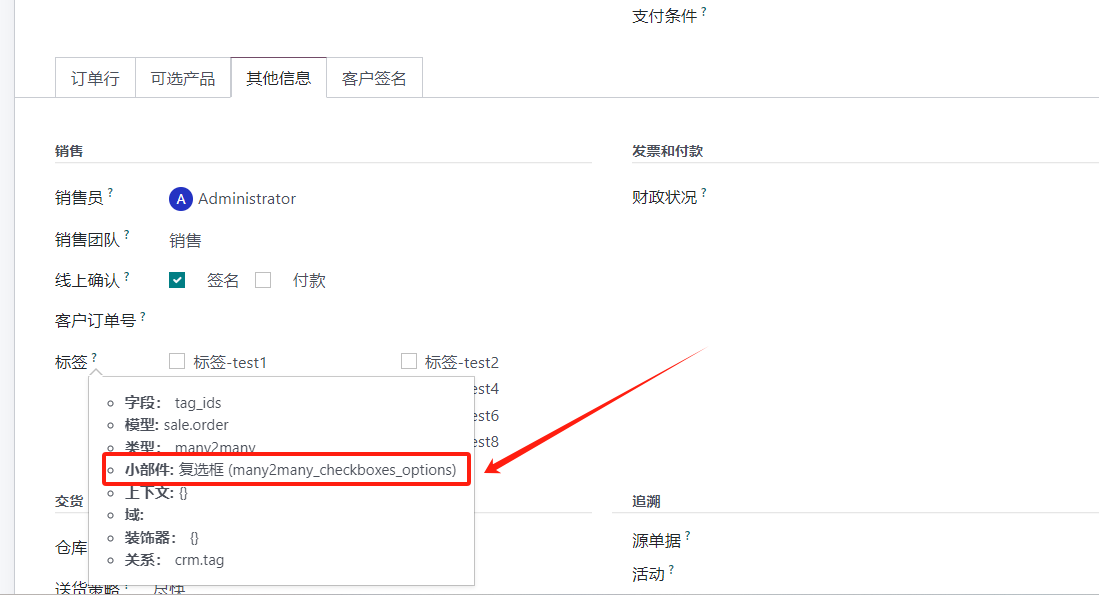 支付条件 ?
订单行 可选产品 其他信息 客户签名
销售 发票和付款
销售员 ? A Administrator 财政状况 ?
销售团队 ? 销售
线上确认 ? 签名 付款
客户订单号 ?
标签 ? 标签-test1 标签-test2
字段: tag_ids est4
模型: sale.order est6
类型: many2many est8
小部件: 复选框 (many2many_checkboxes_options)
交货 上下文: {} 追溯
域:
仓库 装饰器: {} 源单据 ?
关系: crm.tag 活动 ?
送货策略 ? 尽快